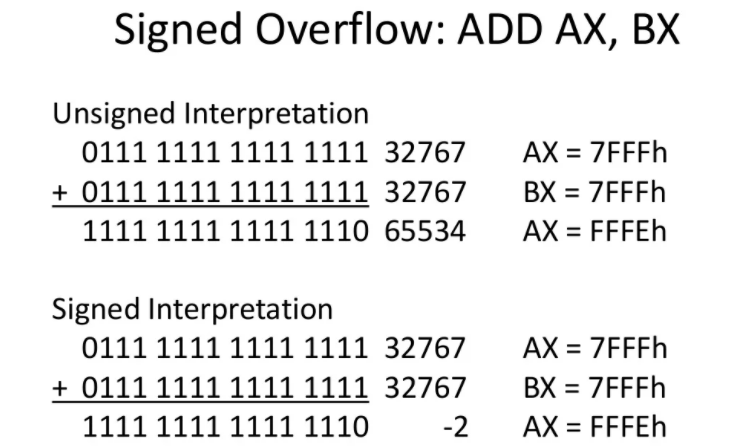 Signed Overflow: ADD AX, BX
Unsigned Interpretation
0111 1111 1111 1111 32767 AX = 7FFFh
+ 0111 1111 1111 1111 32767 BX = 7FFFh
1111 1111 1111 1110 65534 AX = FFFEh
Signed Interpretation
0111 1111 1111 1111 32767 AX = 7FFFh
+ 0111 1111 1111 1111 32767 BX = 7FFFh
1111 1111 1111 1110 -2 AX = FFFEh